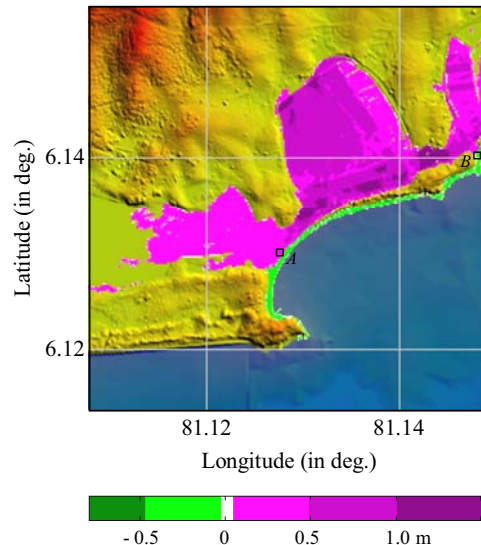 Latitude (in deg.)
6.14
6.12
B
A
81.12 81.14
Longitude (in deg.)
- 0.5 0 0.5 1.0 m